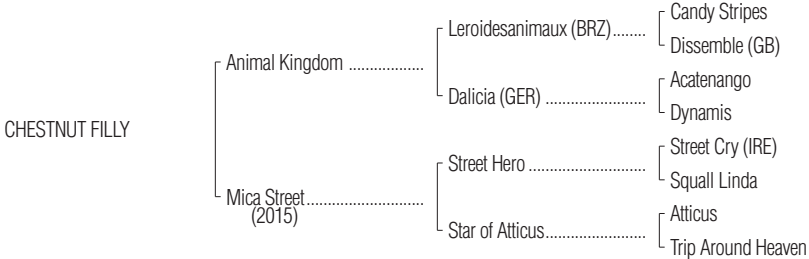 Candy Stripes
Leroidesanimaux (BRZ)........
Dissemble (GB)
Animal Kingdom ..................
Acatenango
Dalicia (GER) ........................
Dynamis
CHESTNUT FILLY
Street Cry (IRE)
Street Hero ............................
Squall Linda
Mica Street............................
(2015)
Atticus
Star of Atticus........................
Trip Around Heaven